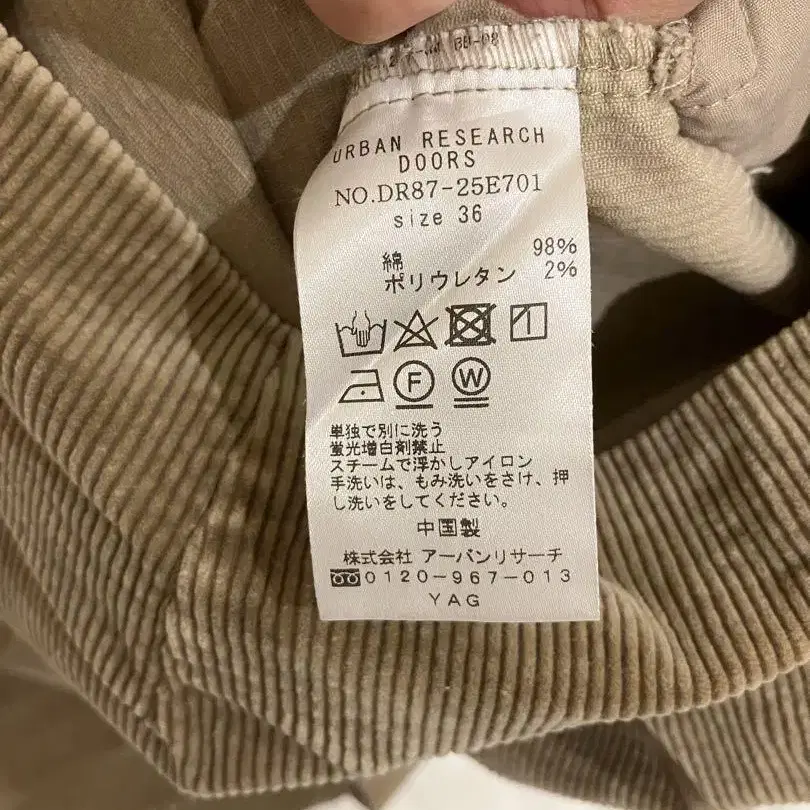 URBAN RESEARCH
DOORS
NO.DR87-25E701
size 36
綿 98%
ポリウレタン 2%
F W
単独で別に洗う
蛍光増白剤禁止
スチームで浮かしアイロン
手洗いは、もみ洗いをさけ、押
し洗いをしてください。
中国製
株式会社 アーバンリサーチ
0120-967-013
YAG